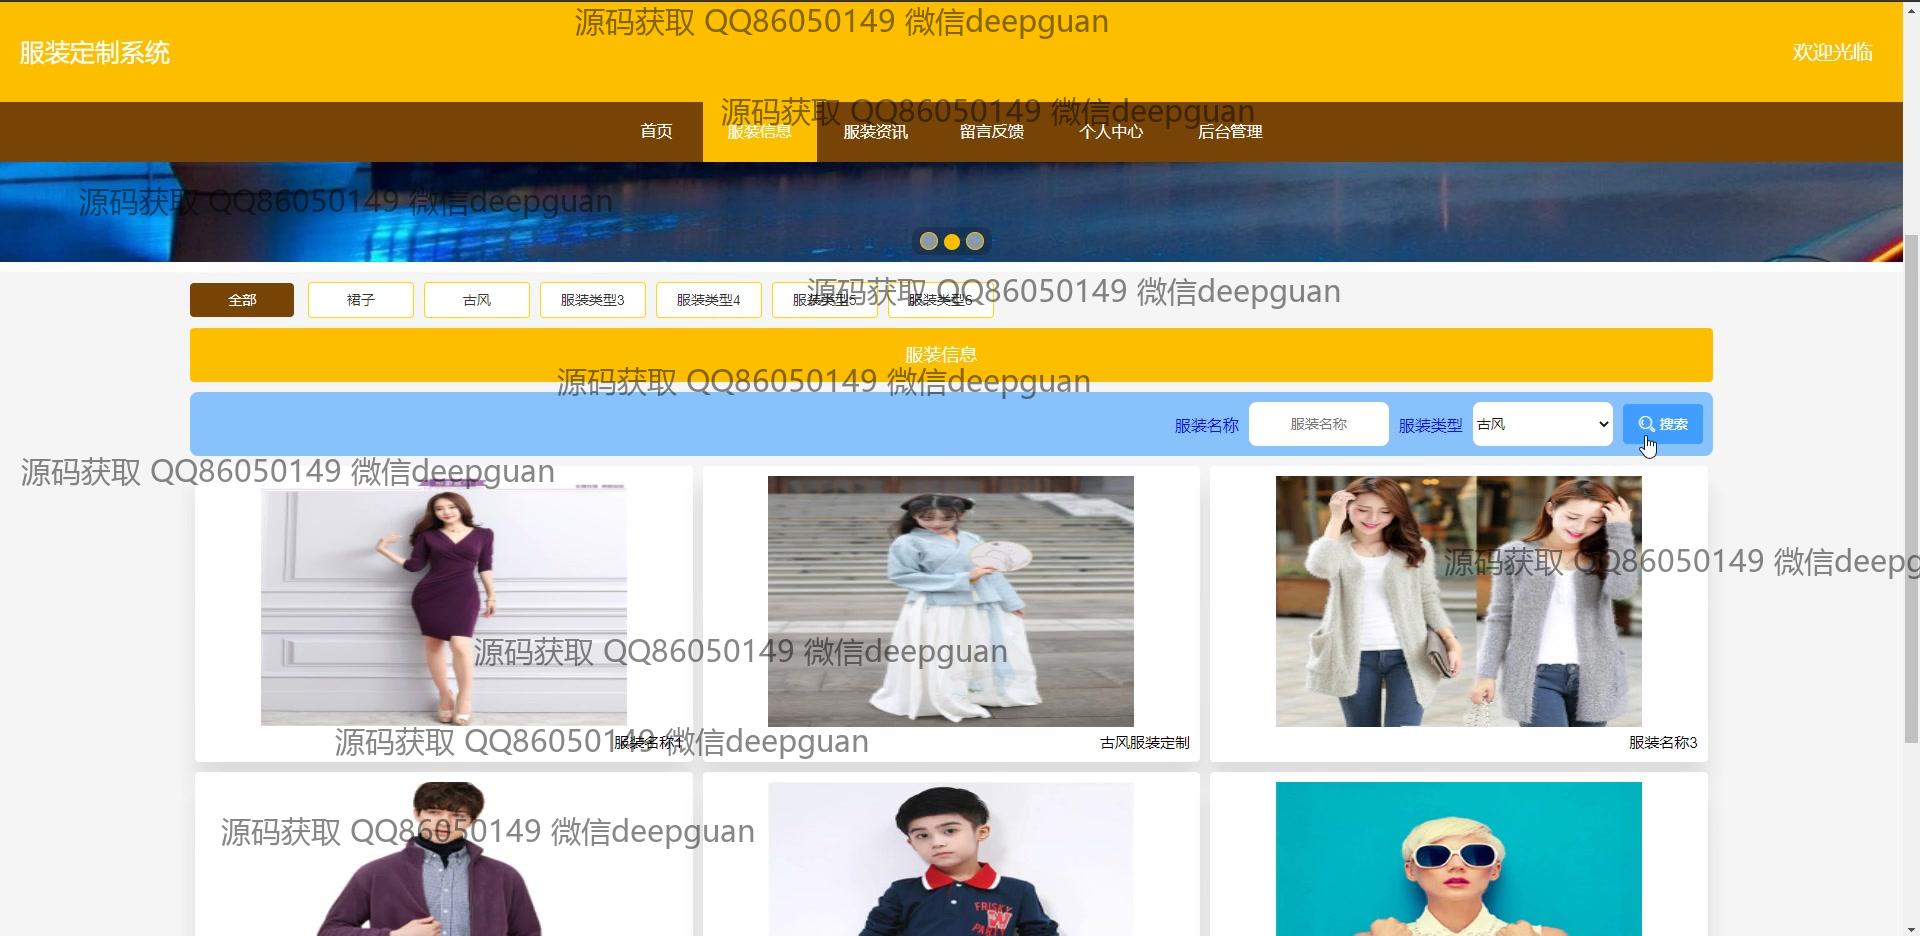 源码获取 QQ86050149 微信deepguan
服装定制系统
欢迎光临
源码获取 QQ86050149 微信deepguan
首页 服装信息 服装资讯 留言反馈 个人中心 后台管理
源码获取 QQ86050149 微信deepguan
源码获取 QQ86050149 微信deepguan
全部 裙子 古风 服装类型3 服装类型4 服装类型5 服装类型6
服装信息
源码获取 QQ86050149 微信deepguan
服装名称 服装名称 服装类型 古风 搜索
源码获取 QQ86050149 微信deepguan
源码获取 QQ86050149 微信deepg
源码获取 QQ86050149 微信deepguan
源码获取 QQ86050149 微信deepguan
服装名称1 古风服装定制 服装名称3
源码获取 QQ86050149 微信deepguan
FRISKY
W
PARTY